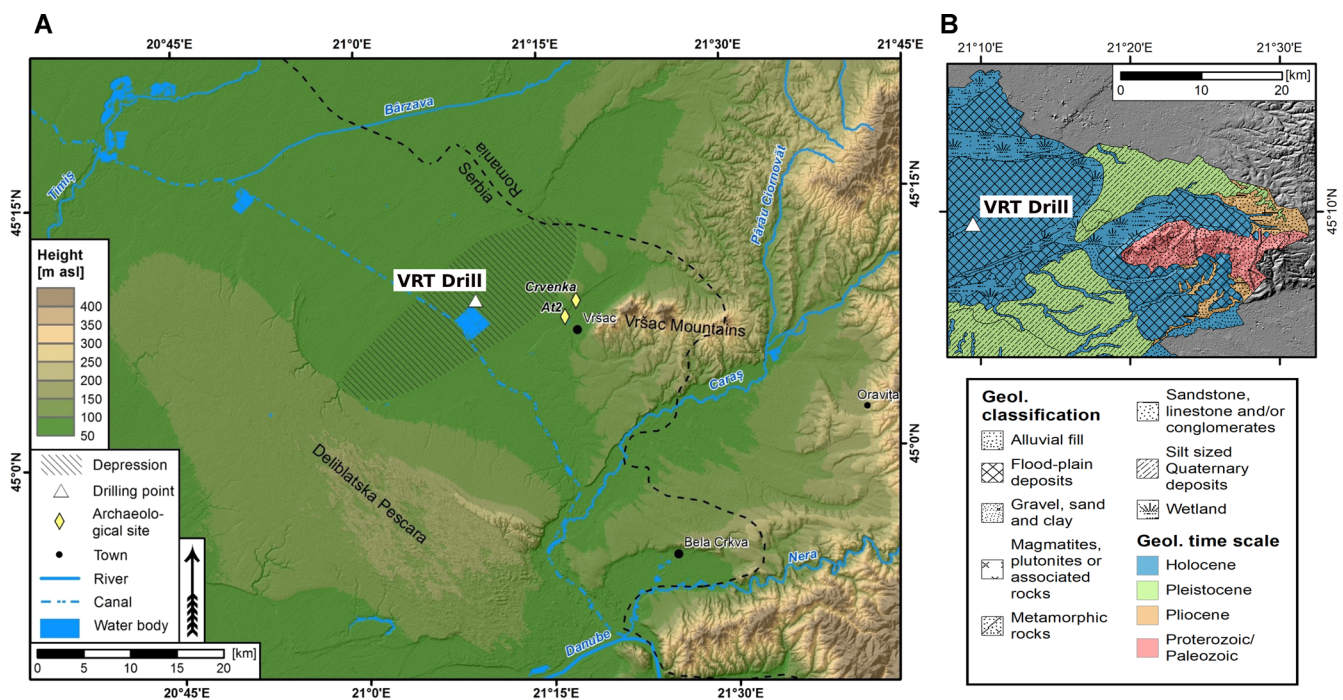 A
20°45'E
21°0'E
21°15'E
21°30'E
21°45'E
45°15'N
45°0'N
45°15'N
45°0'N
20°45'E
21°0'E
21°15'E
21°30'E
Bârzava
Timiș
Romania
Serbia
Pârâu Ciornovăt
VRT Drill
Crvenka
At2
Vršac
Vršac Mountains
Caraș
Oravita
Deliblatska Pescara
Bela Crkva
Nera
Danube
Height
[m asl]
400
350
300
250
200
150
100
50
Depression
Drilling point
Archaeolo-
gical site
Town
River
Canal
Water body
0
5
10
15
20
[km]
B
21°10'E
21°20'E
21°30'E
0
10
20
[km]
45°10'N
VRT Drill
Geol.
classification
Alluvial fill
Flood-plain
deposits
Gravel, sand
and clay
Magmatites,
plutonites or
associated
rocks
Metamorphic
rocks
Sandstone,
linestone and/or
conglomerates
Silt sized
Quaternary
deposits
Wetland
Geol. time scale
Holocene
Pleistocene
Pliocene
Proterozoic/
Paleozoic